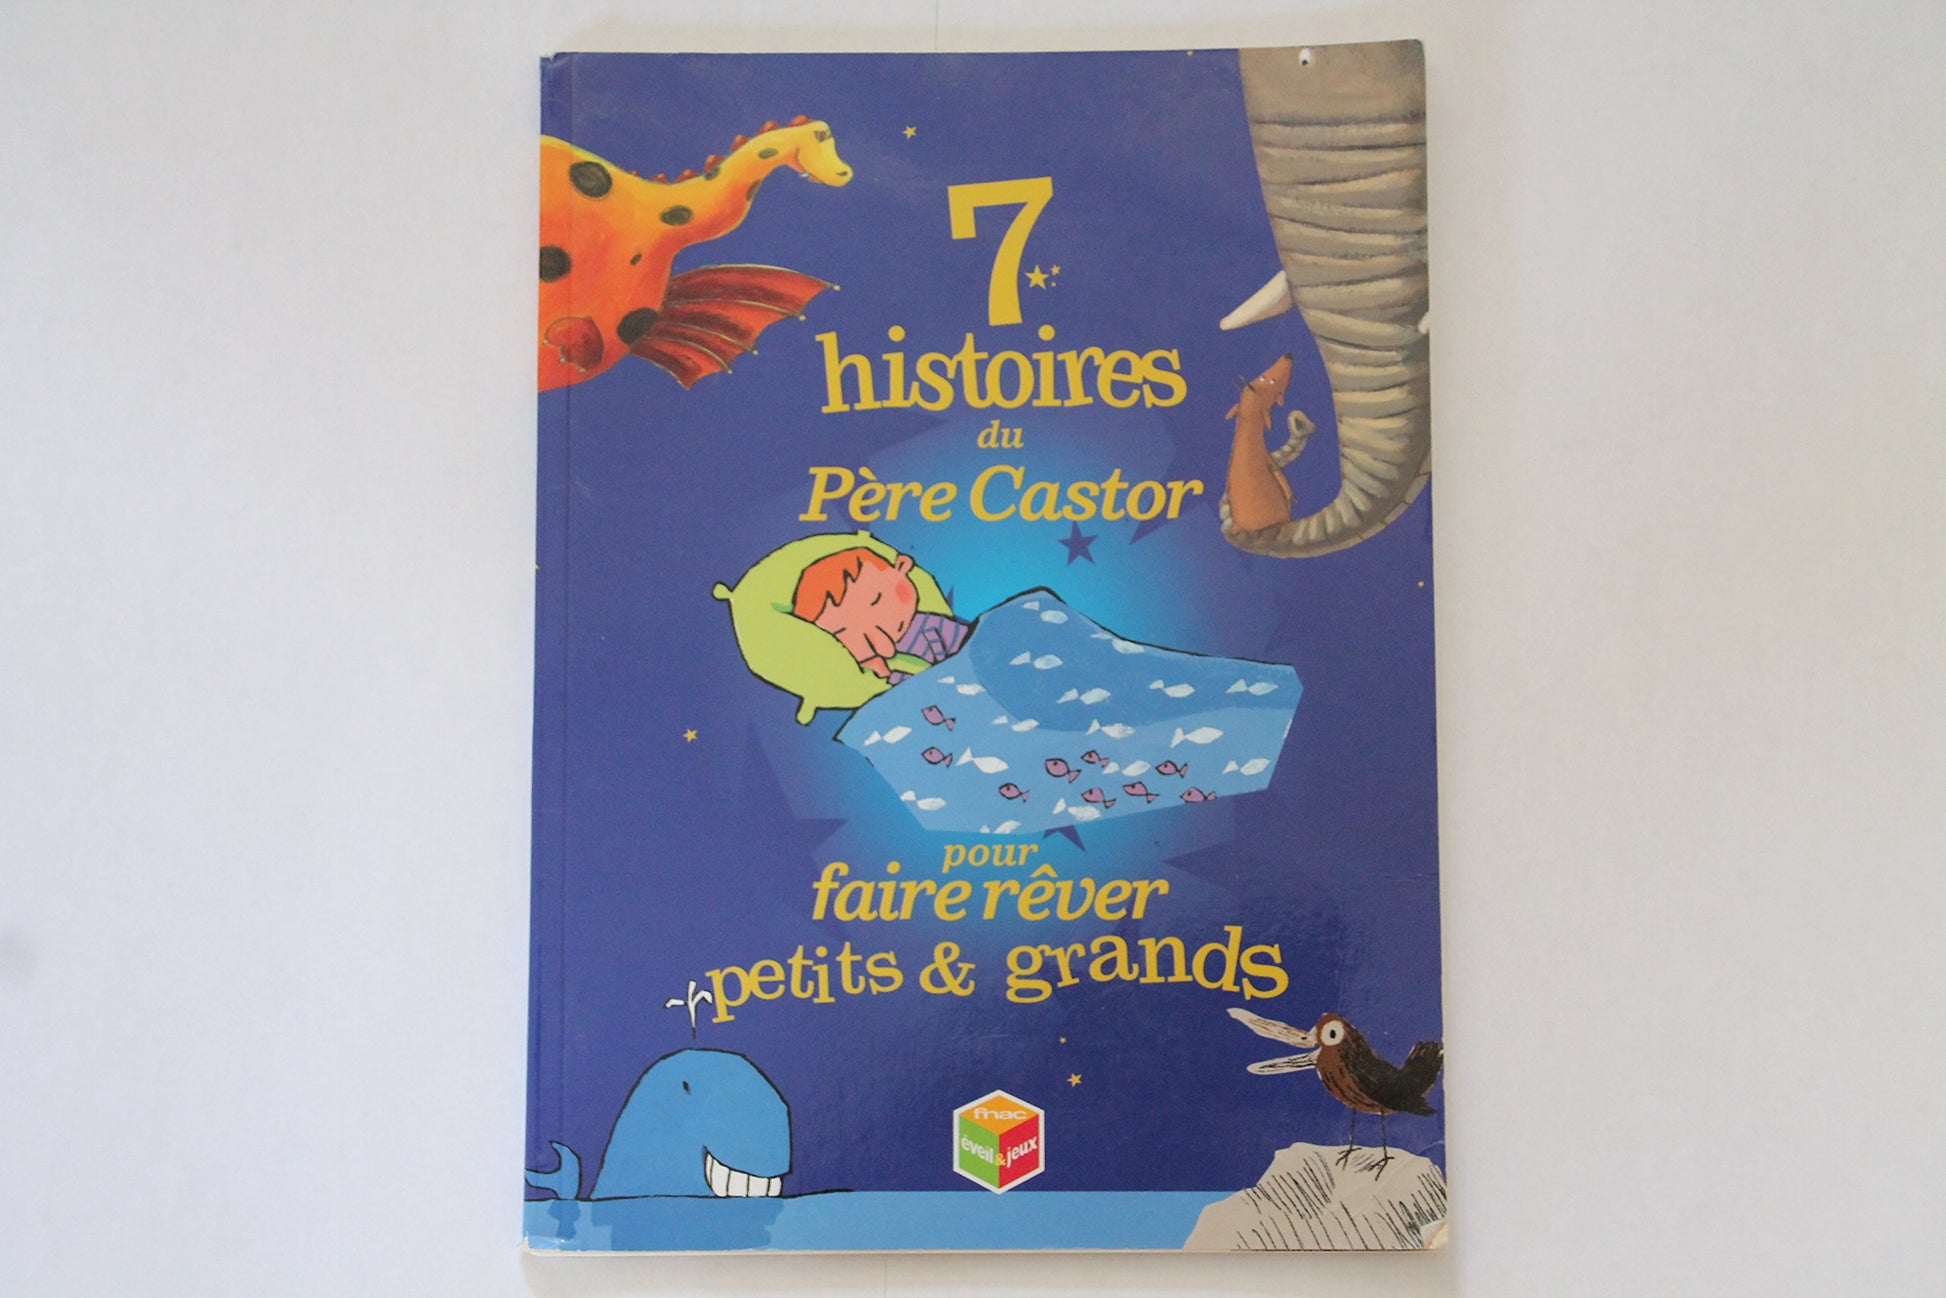 7
histoires
du
Père Castor
pour
faire rêver
petits & grands
fnac
éveil & jeux